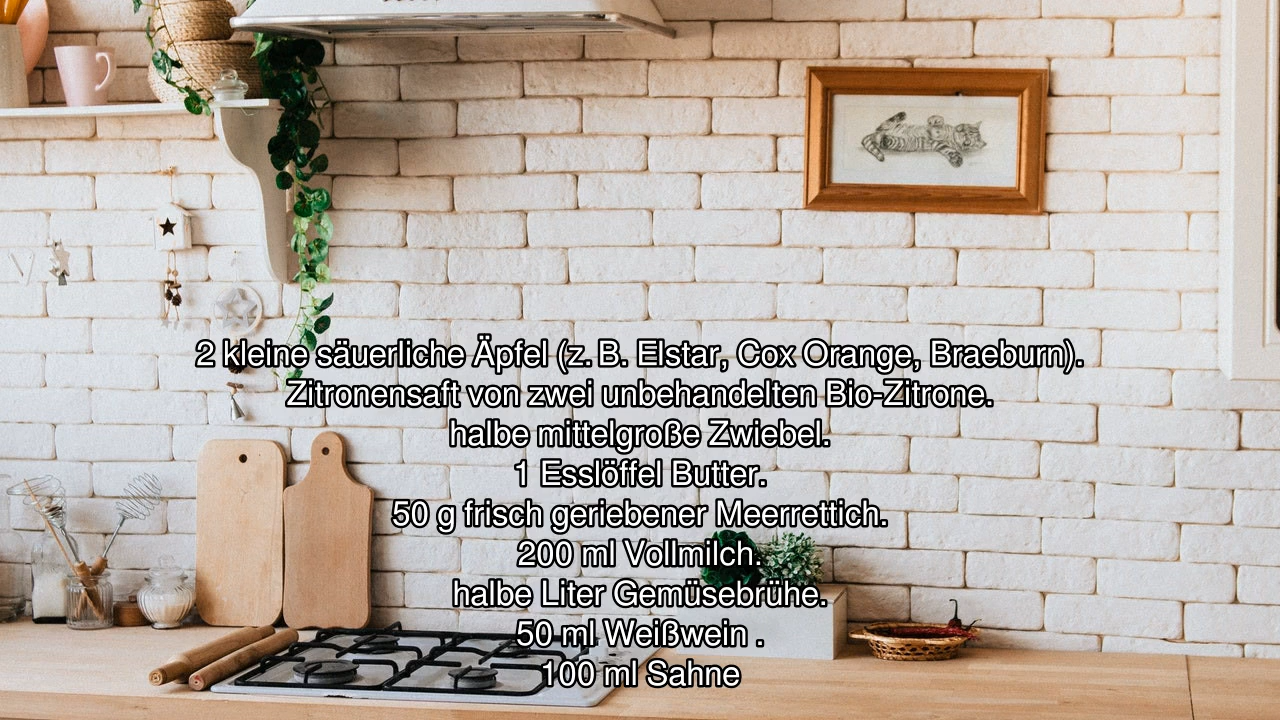 2 kleine säuerliche Äpfel (z. B. Elstar, Cox Orange, Braeburn).
Zitronensaft von zwei unbehandelten Bio-Zitrone.
halbe mittelgroße Zwiebel.
1 Esslöffel Butter.
50 g frisch geriebener Meerrettich.
200 ml Vollmilch.
halbe Liter Gemüsebrühe.
50 ml Weißwein .
100 ml Sahne